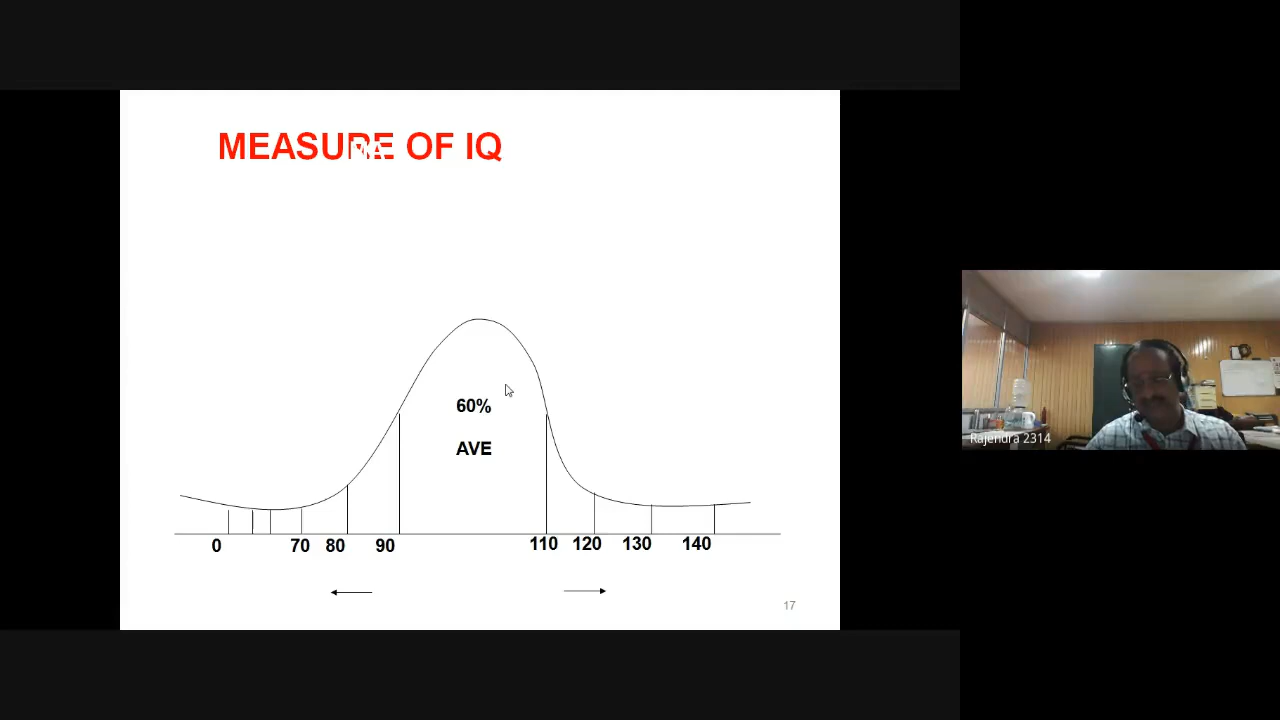 MEASURE OF IQ
60%
AVE
0 70 80 90 110 120 130 140
17
Rajendra 2314